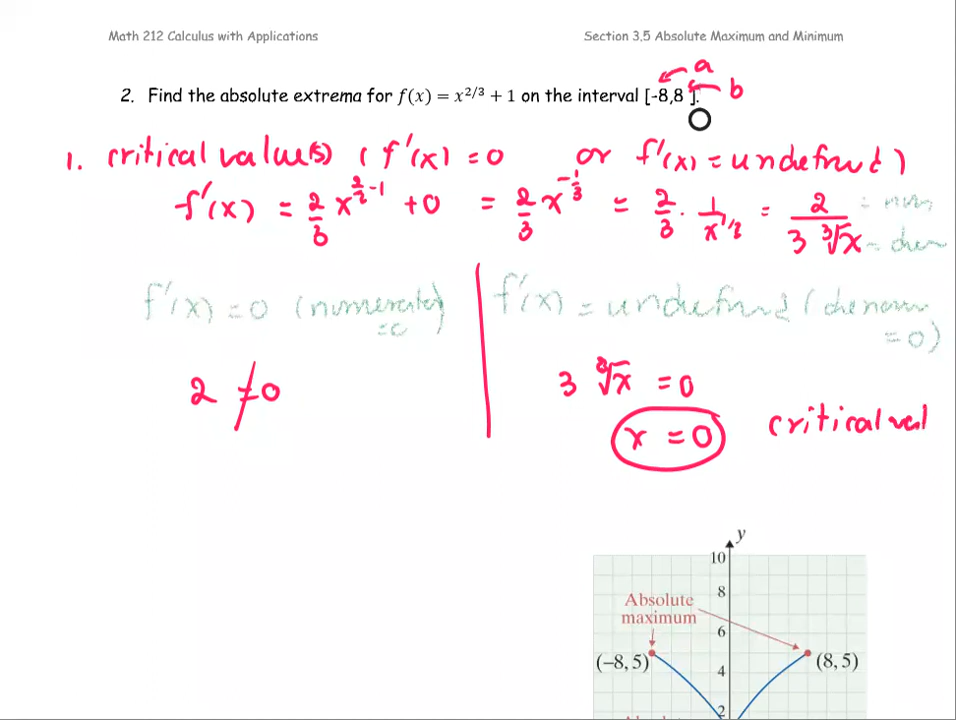 Math 212 Calculus with Applications Section 3.5 Absolute Maximum and Minimum
a
2. Find the absolute extrema for f(x) = x^{2/3} + 1 on the interval [-8,8 ]. b
1. critical value(s) ( f'(x) = 0 or f'(x) = undefined )
f'(x) = 2/3 x^{2/3 - 1} + 0 = 2/3 x^{-1/3} = 2/3 · 1/x^{1/3} = 2/(3 ∛x) = num = den
f'(x) = 0 (numerator = 0) f'(x) = undefined (denom = 0)
2 ≠ 0 3 ∛x = 0
x = 0 critical val
y
10
8
Absolute
maximum
6
(–8, 5) (8, 5)
4
2